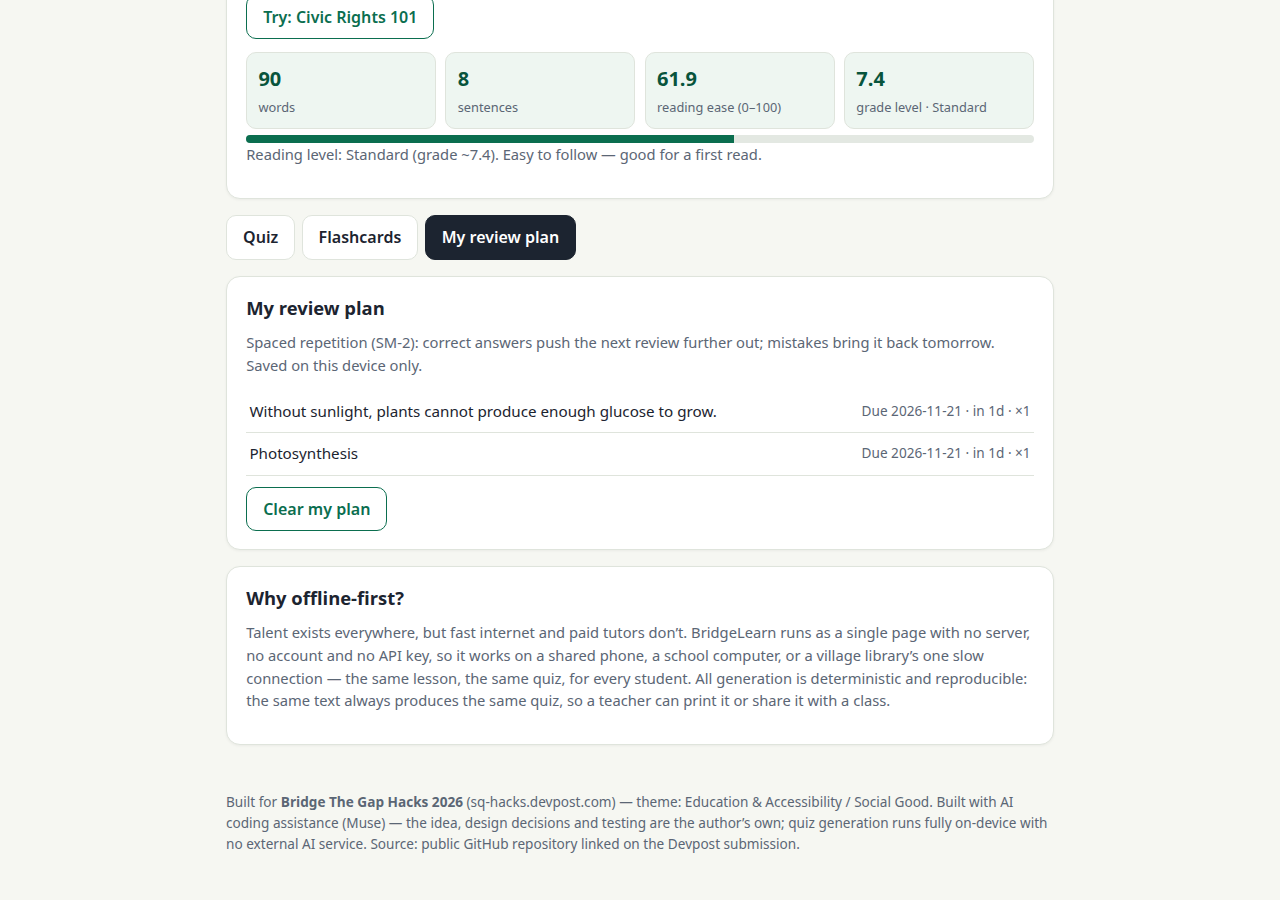 Try: Civic Rights 101
90
words
8
sentences
61.9
reading ease (0–100)
7.4
grade level · Standard
Reading level: Standard (grade ~7.4). Easy to follow — good for a first read.
Quiz
Flashcards
My review plan
My review plan
Spaced repetition (SM-2): correct answers push the next review further out; mistakes bring it back tomorrow.
Saved on this device only.
Without sunlight, plants cannot produce enough glucose to grow.
Due 2026-11-21 · in 1d · ×1
Photosynthesis
Due 2026-11-21 · in 1d · ×1
Clear my plan
Why offline-first?
Talent exists everywhere, but fast internet and paid tutors don’t. BridgeLearn runs as a single page with no server,
no account and no API key, so it works on a shared phone, a school computer, or a village library’s one slow
connection — the same lesson, the same quiz, for every student. All generation is deterministic and reproducible:
the same text always produces the same quiz, so a teacher can print it or share it with a class.
Built for Bridge The Gap Hacks 2026 (sq-hacks.devpost.com) — theme: Education & Accessibility / Social Good. Built with AI
coding assistance (Muse) — the idea, design decisions and testing are the author’s own; quiz generation runs fully on-device with
no external AI service. Source: public GitHub repository linked on the Devpost submission.